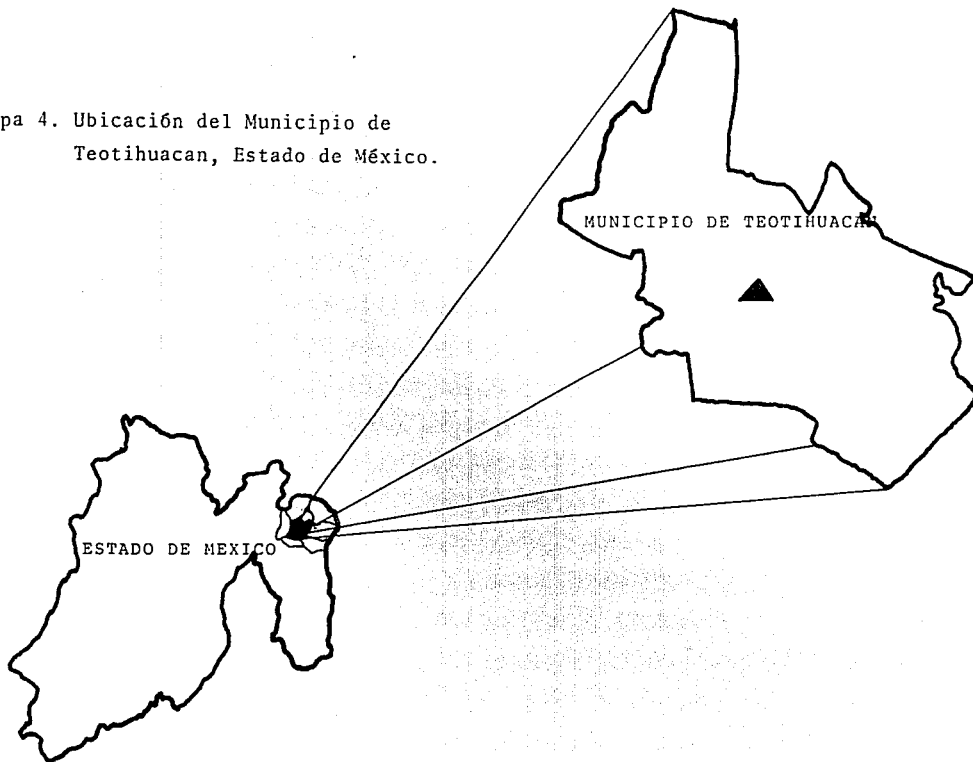 pa 4. Ubicación del Municipio de
Teotihuacan, Estado de México.
MUNICIPIO DE TEOTIHUACAN
ESTADO DE MEXICO